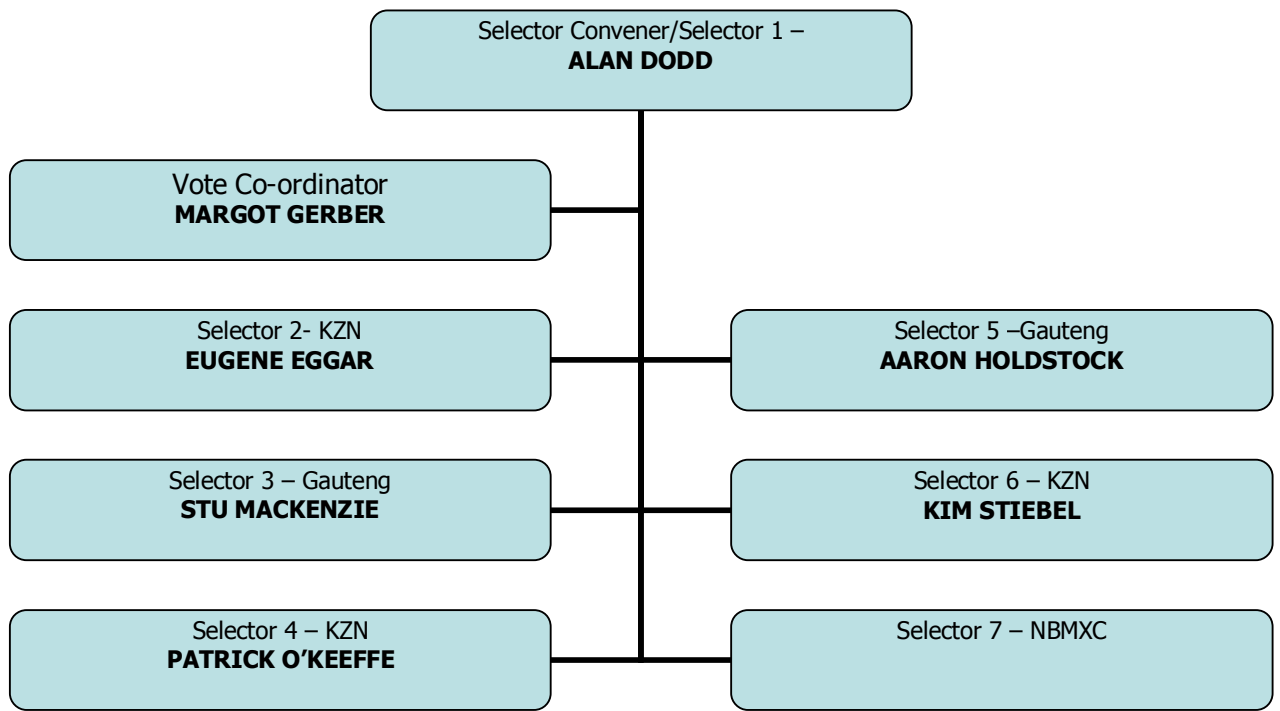 Selector Convener/Selector 1 –
ALAN DODD
Vote Co-ordinator
MARGOT GERBER
Selector 2- KZN
EUGENE EGGAR
Selector 5 –Gauteng
AARON HOLDSTOCK
Selector 3 – Gauteng
STU MACKENZIE
Selector 6 – KZN
KIM STIEBEL
Selector 4 – KZN
PATRICK O'KEEFFE
Selector 7 – NBMXC